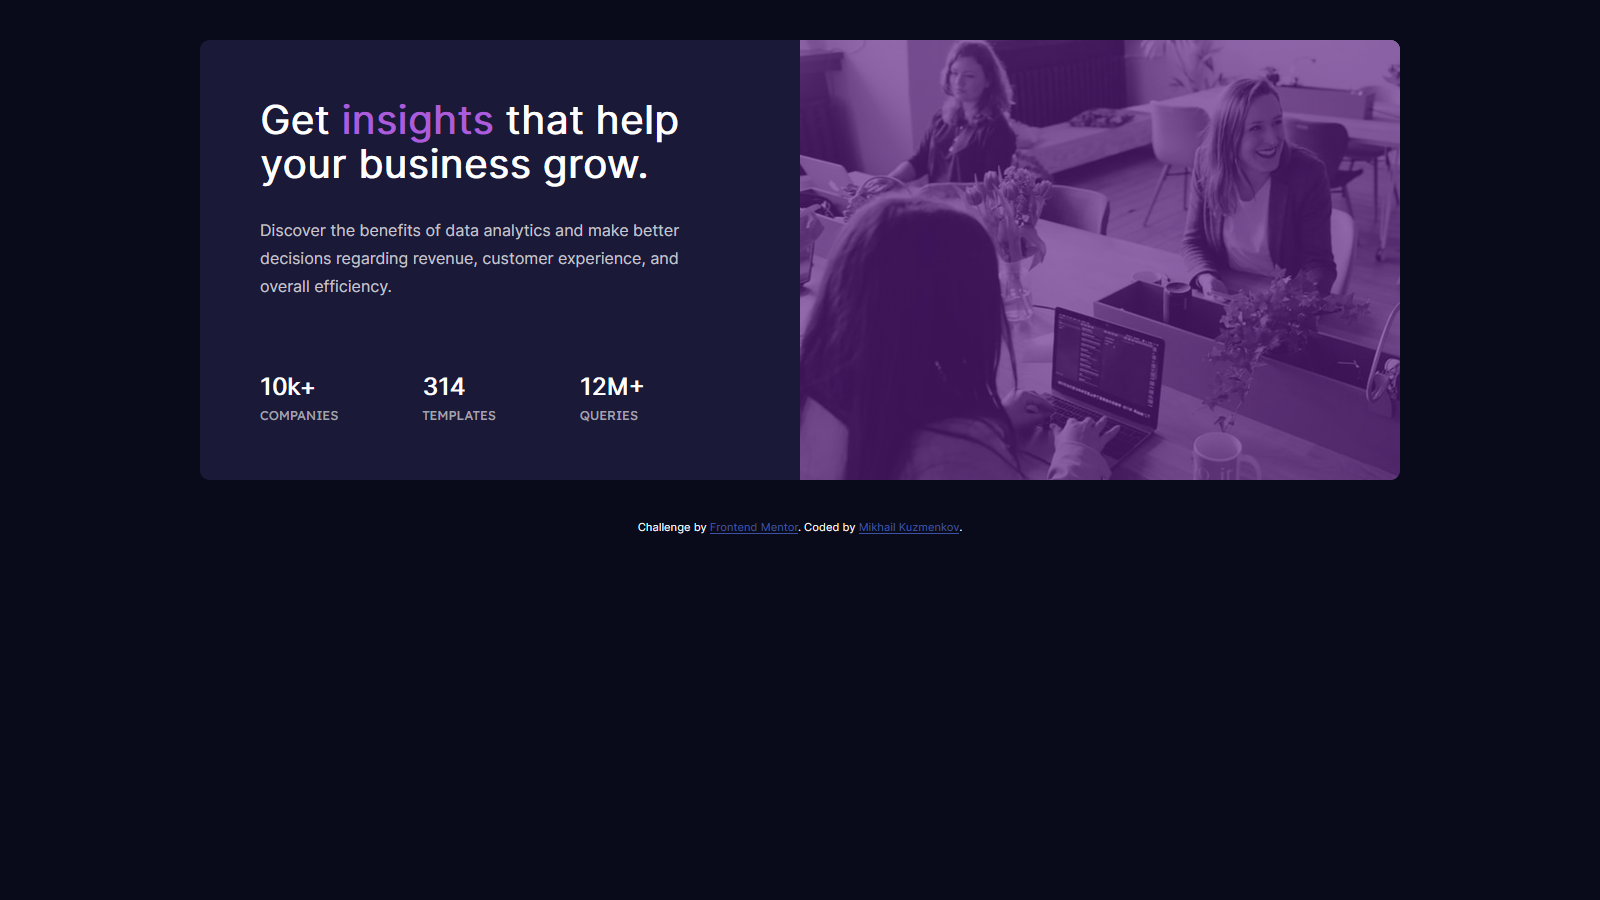 Get insights that help
your business grow.
Discover the benefits of data analytics and make better
decisions regarding revenue, customer experience, and
overall efficiency.
10k+ 314 12M+
COMPANIES TEMPLATES QUERIES
Challenge by Frontend Mentor. Coded by Mikhail Kuzmenkov.